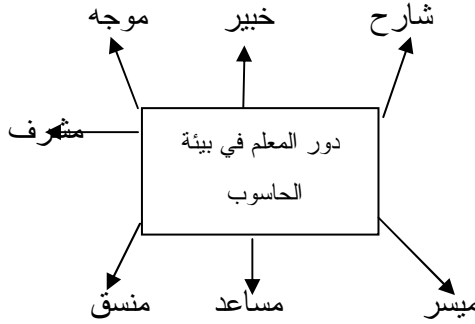 شارح خبير موجه
دور المعلم في بيئة
الحاسوب
مشرف
ميسر مساعد منسق